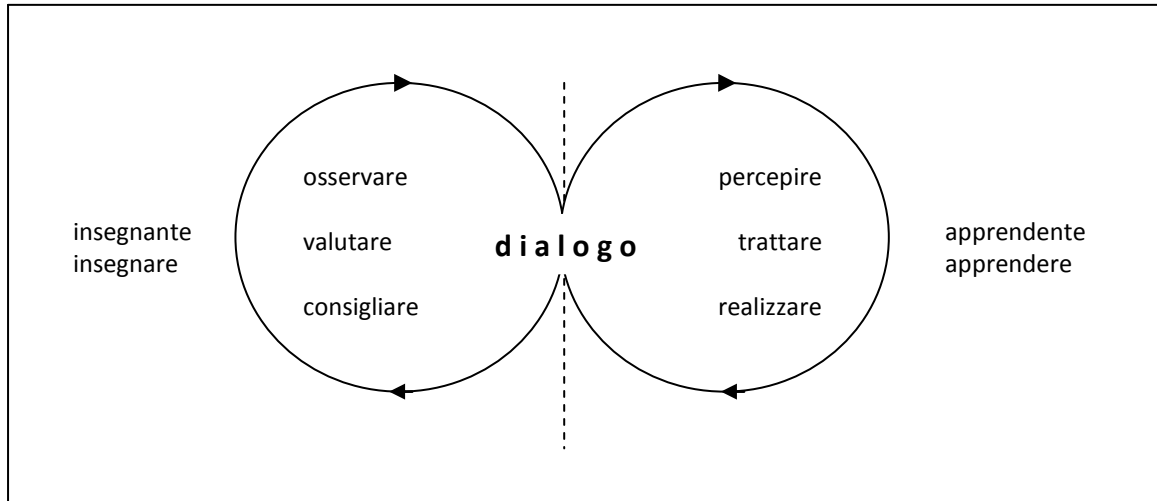 osservare
percepire
insegnante
insegnare
valutare
dialogo
trattare
apprendente
apprendere
consigliare
realizzare